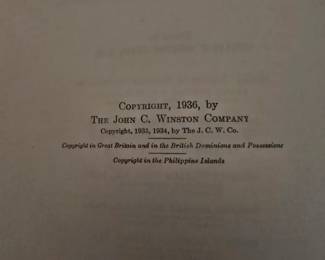 COPYRIGHT, 1936, by
THE JOHN C. WINSTON COMPANY
Copyright, 1933, 1934, by The J. C. W. Co.
Copyright in Great Britain and in the British Dominions and Possessions
Copyright in the Philippine Islands